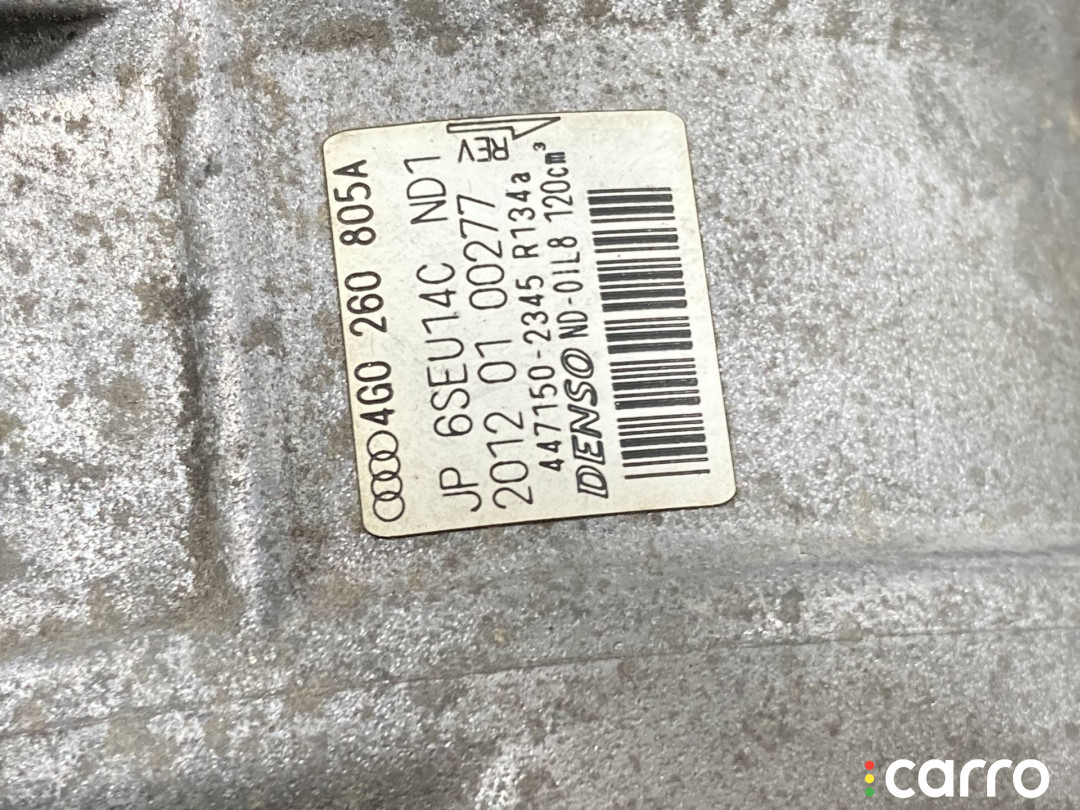 4G0 260 805A
JP 6SEU14C ND1
2012 01 00277 REV
447150-2345 R134a
DENSO ND-OIL8 120cm³
carro